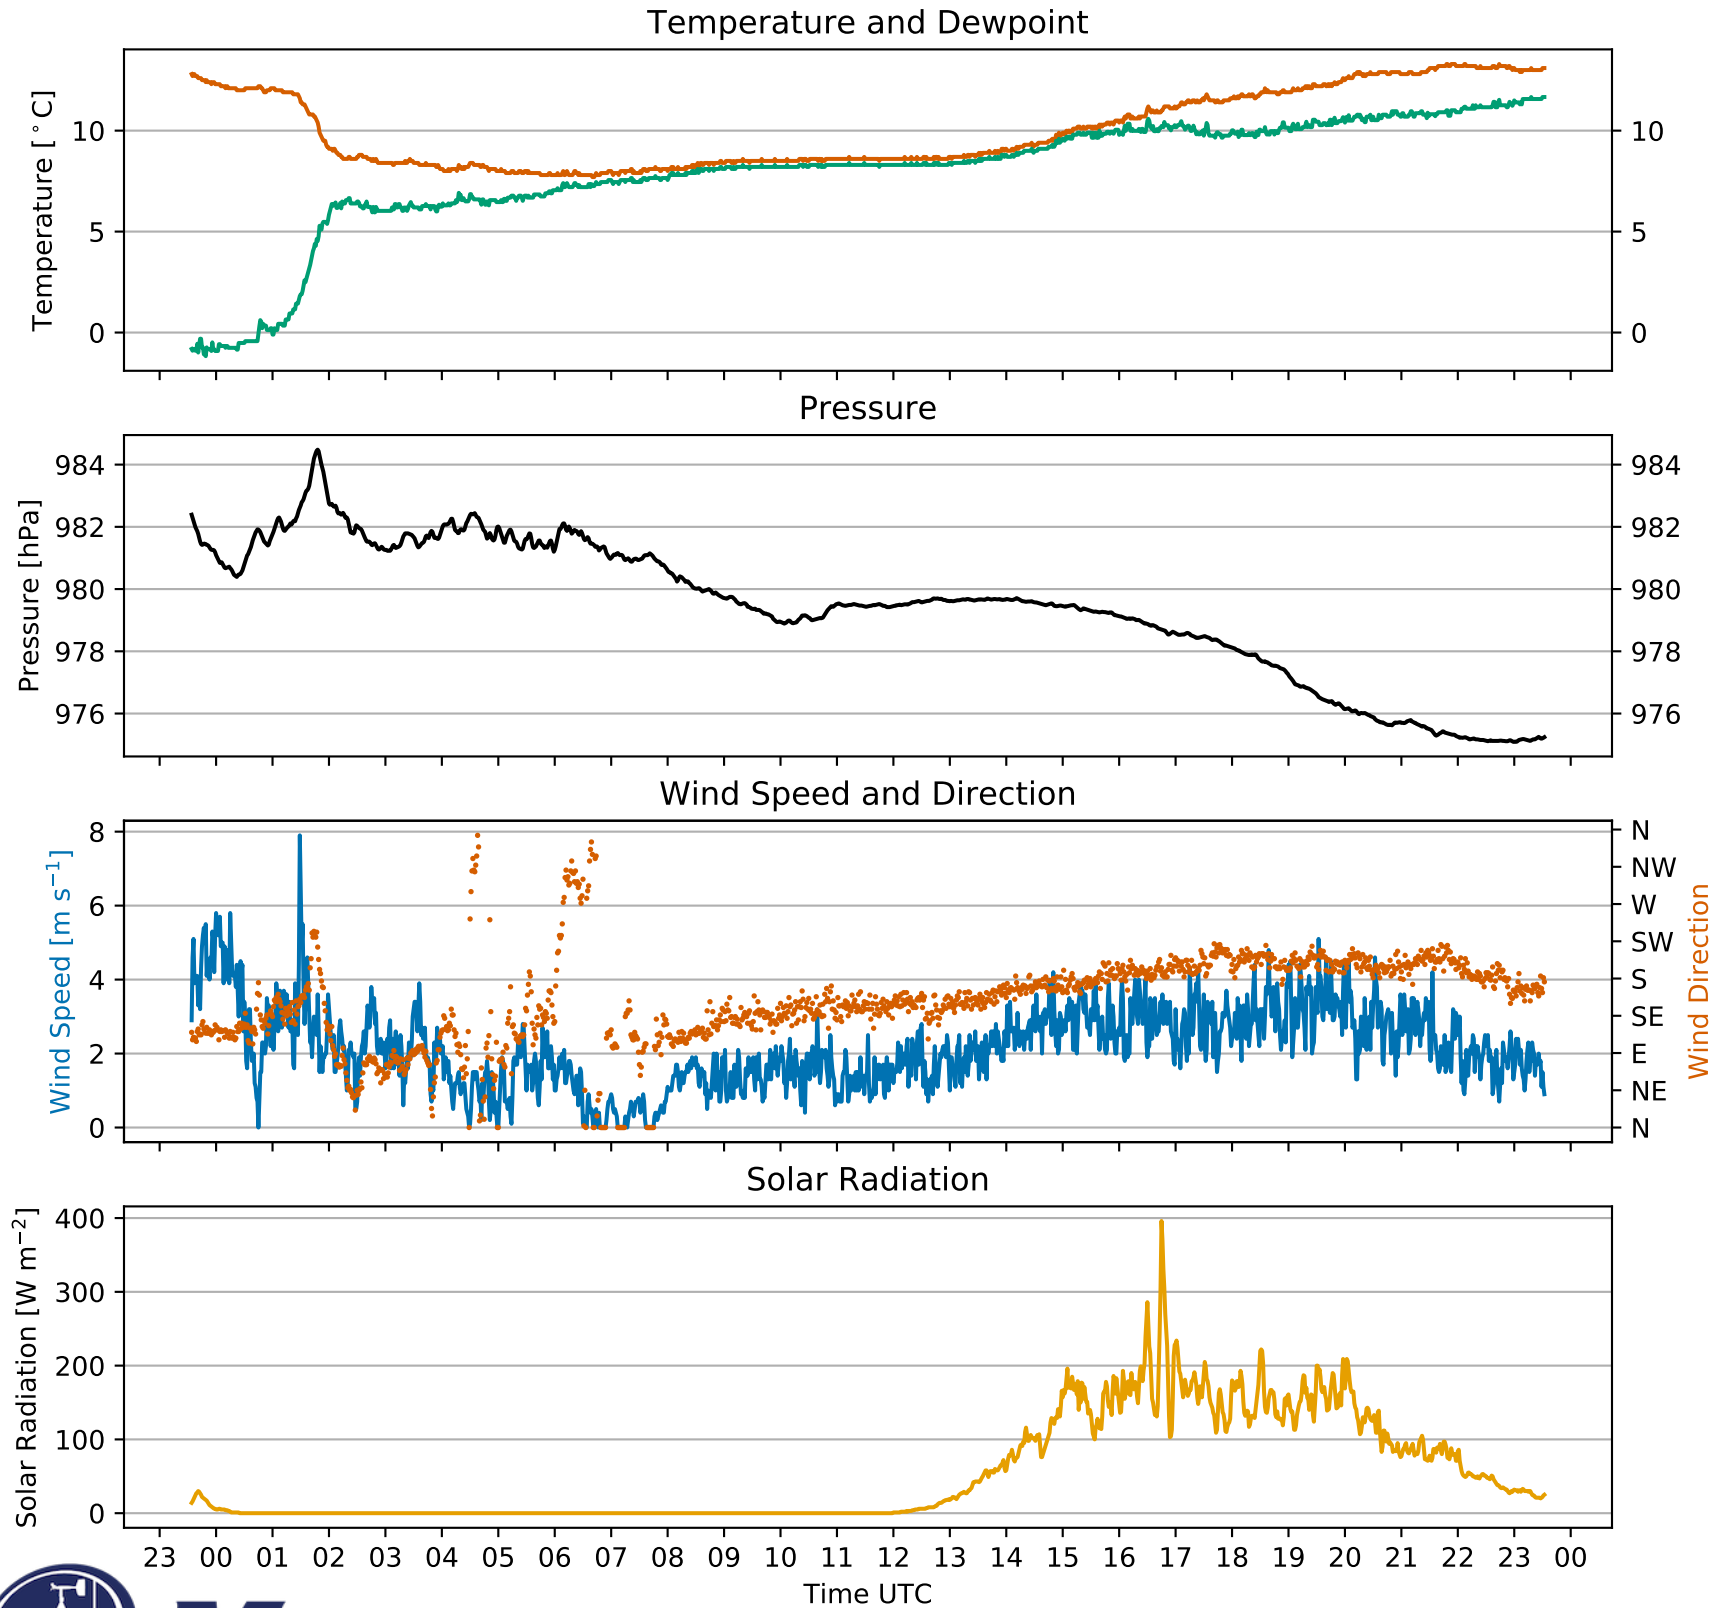 Temperature and Dewpoint
Temperature [°C]
10
5
0
10
5
0
Pressure
Pressure [hPa]
984
982
980
978
976
984
982
980
978
976
Wind Speed and Direction
Wind Speed [m s⁻¹]
8
6
4
2
0
N
NW
W
SW
S
SE
E
NE
N
Wind Direction
Solar Radiation
Solar Radiation [W m⁻²]
400
300
200
100
0
23 00 01 02 03 04 05 06 07 08 09 10 11 12 13 14 15 16 17 18 19 20 21 22 23 00
Time UTC